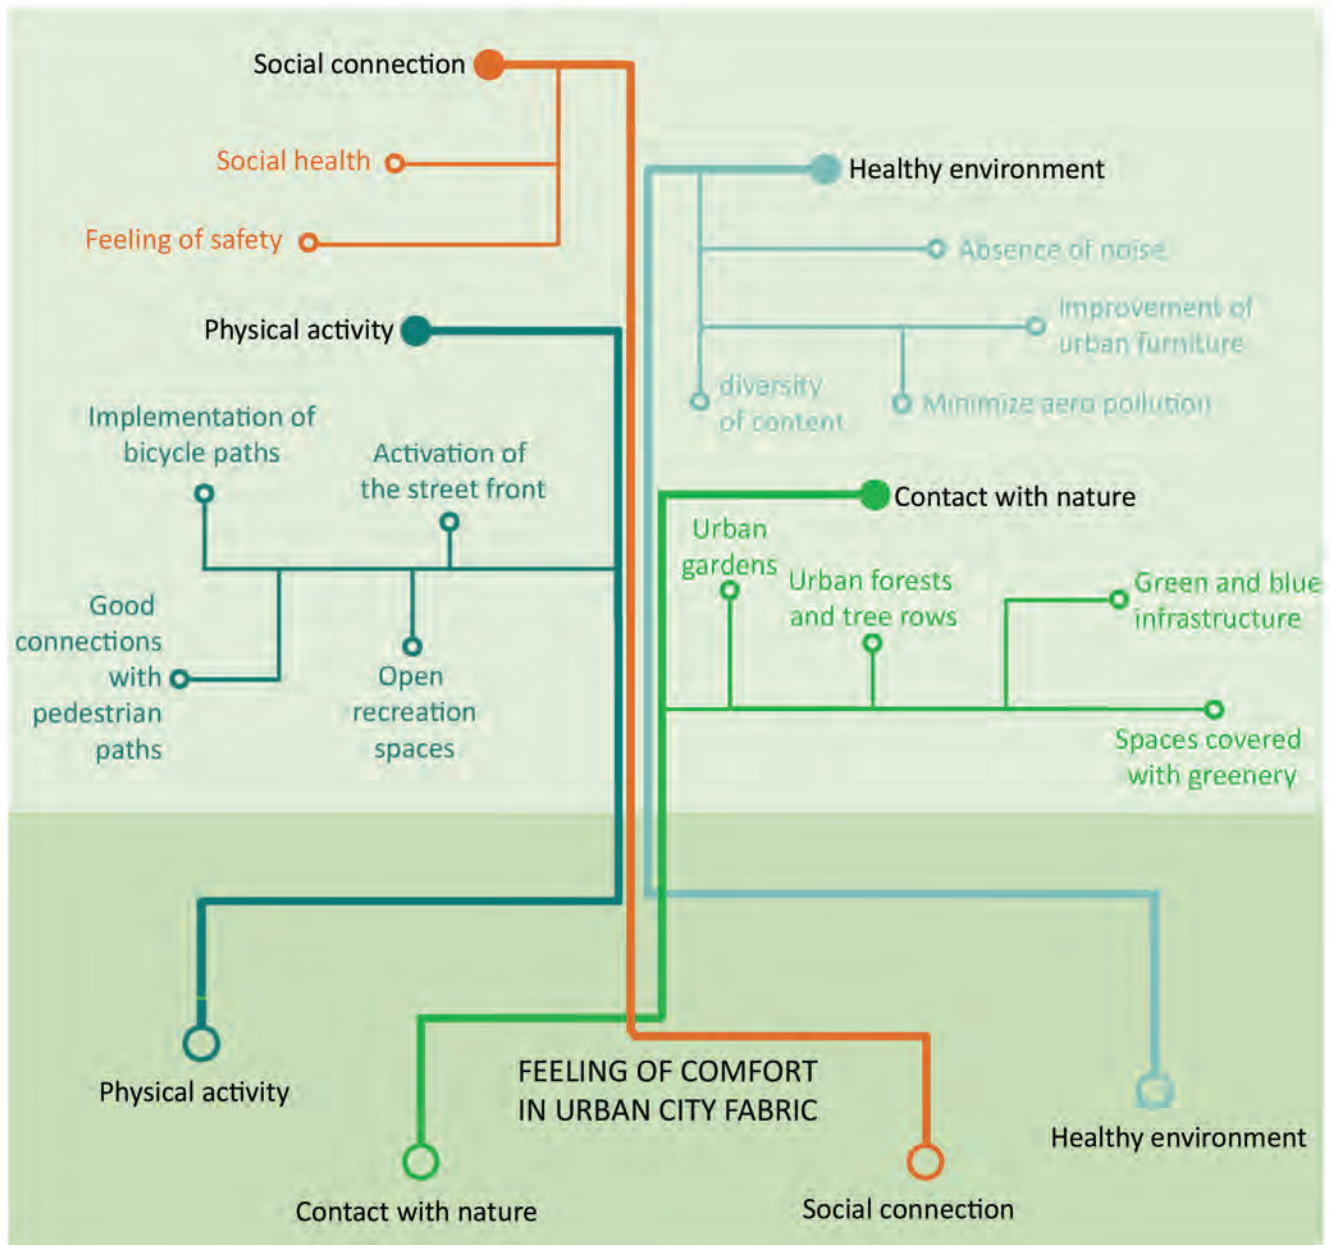 Social connection
Social health
Feeling of safety
Healthy environment
Absence of noise
Improvement of
urban furniture
diversity
of content
Minimize aero pollution
Physical activity
Implementation of
bicycle paths
Activation of
the street front
Good
connections
with
pedestrian
paths
Open
recreation
spaces
Contact with nature
Urban
gardens
Urban forests
and tree rows
Green and blue
infrastructure
Spaces covered
with greenery
Physical activity
FEELING OF COMFORT
IN URBAN CITY FABRIC
Healthy environment
Contact with nature
Social connection